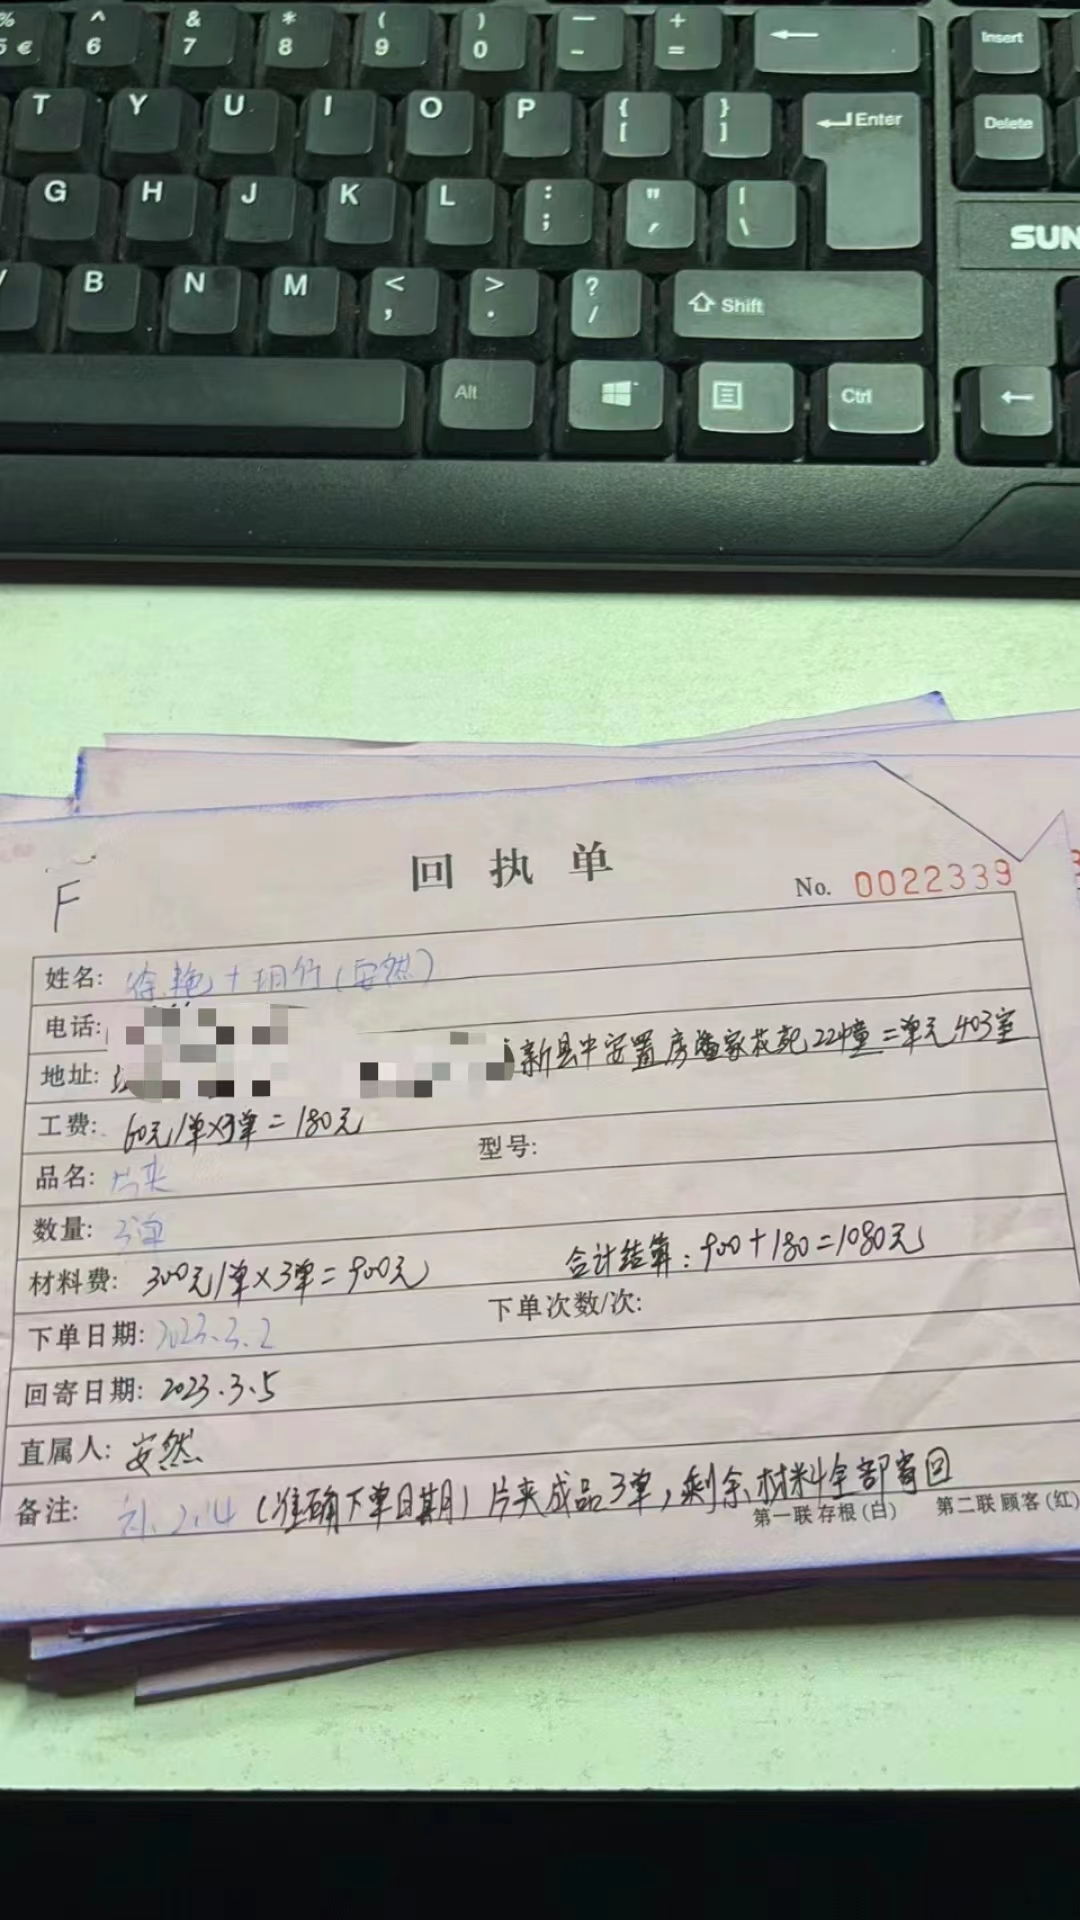 % ^ & * ( ) — +
5 € 6 7 8 9 0 - = Insert
T Y U I O P { [ } ] Enter Delete
G H J K L : ; " ' | \ SUN
B N M < , > . ? / Shift
Alt Ctrl
回执单
F
No. 0022339
姓名: 徐艳+玥竹(安然)
电话:
地址: 新县中安置房潘家花苑22幢二单元403室
工费: 60元/单×3单=180元
型号:
品名: 片夹
数量: 3单
材料费: 300元/单×3单=900元 合计结算:900+180=1080元
下单日期: 2023.3.2 下单次数/次:
回寄日期: 2023.3.5
直属人: 安然
备注: 补2.14 (准确下单日期) 片夹成品3单,剩余材料全部寄回
第一联存根(白) 第二联顾客(红)